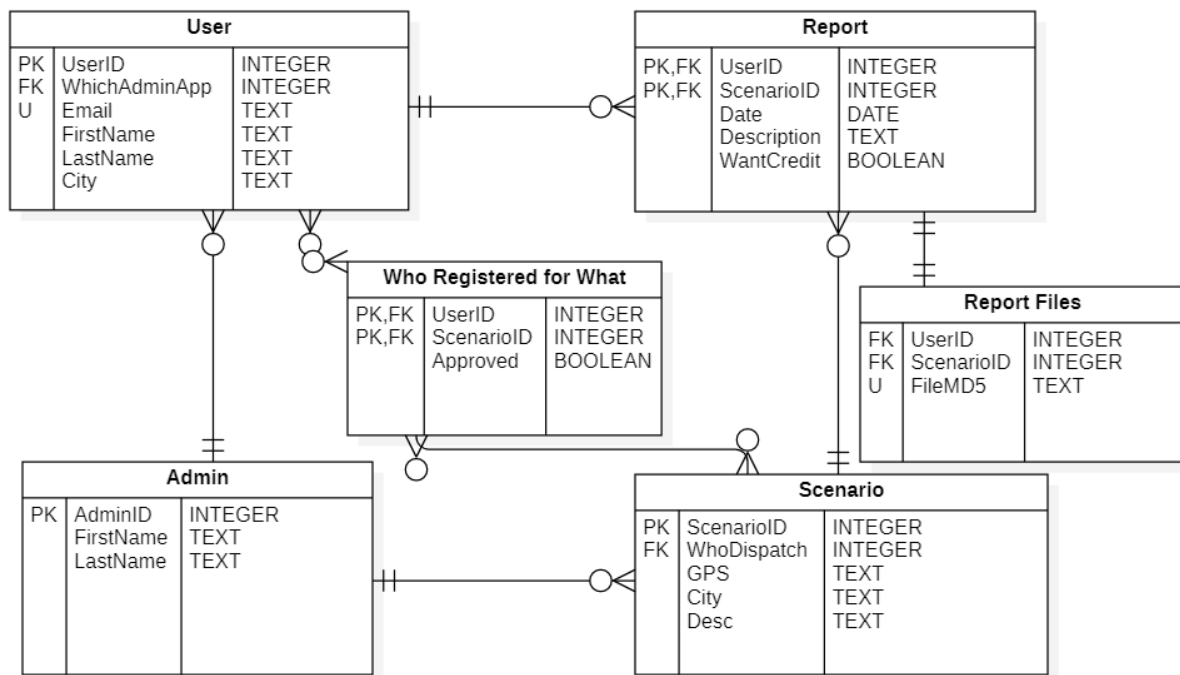 User
PK UserID INTEGER
FK WhichAdminApp INTEGER
U Email TEXT
FirstName TEXT
LastName TEXT
City TEXT
Report
PK,FK UserID INTEGER
PK,FK ScenarioID INTEGER
Date DATE
Description TEXT
WantCredit BOOLEAN
Who Registered for What
PK,FK UserID INTEGER
PK,FK ScenarioID INTEGER
Approved BOOLEAN
Report Files
FK UserID INTEGER
FK ScenarioID INTEGER
U FileMD5 TEXT
Admin
PK AdminID INTEGER
FirstName TEXT
LastName TEXT
Scenario
PK ScenarioID INTEGER
FK WhoDispatch INTEGER
GPS TEXT
City TEXT
Desc TEXT